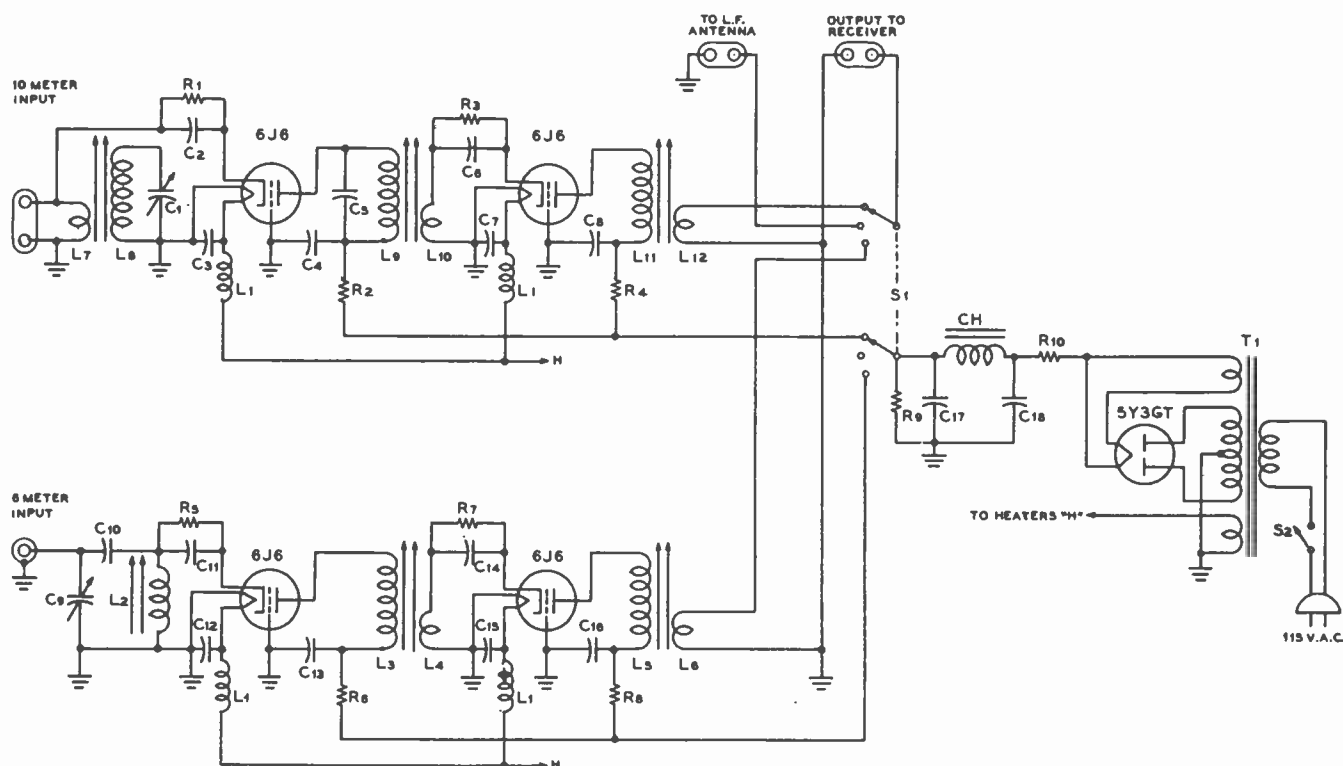 TO L.F.
ANTENNA
OUTPUT TO
RECEIVER
10 METER
INPUT
R1
C2
6J6
R3
C6
6J6
C1
C5
C7
C8
L7
L8
C3
C4
L9
L10
L11
L12
L1
R2
L1
R4
S1
H
CH
R10
T1
R9
C17
C18
5Y3GT
6 METER
INPUT
C10
R5
C11
6J6
R7
C14
6J6
TO HEATERS "H"
S2
C9
L2
C12
C13
C15
C16
L3
L4
L5
L6
115 V.A.C.
L1
R6
L1
R8
H